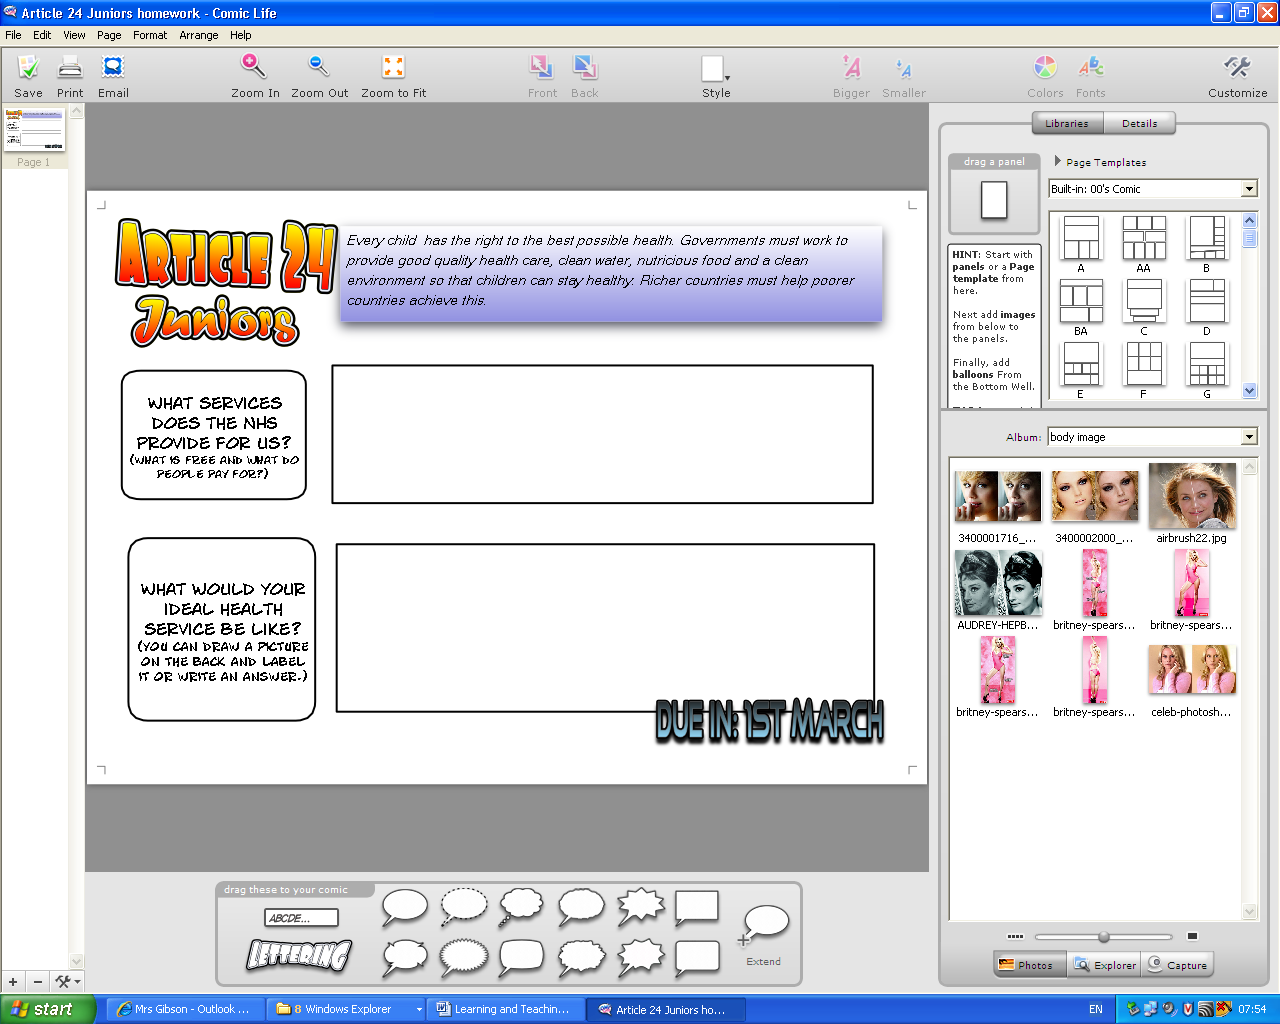 Article 24 Juniors homework - Comic Life
File Edit View Page Format Arrange Help
Save Print Email Zoom In Zoom Out Zoom to Fit Front Back Style Bigger Smaller Colors Fonts Customize
Page 1
ARTICLE 24
Juniors
Every child has the right to the best possible health. Governments must work to
provide good quality health care, clean water, nutricious food and a clean
environment so that children can stay healthy. Richer countries must help poorer
countries achieve this.
WHAT SERVICES
DOES THE NHS
PROVIDE FOR US?
(WHAT IS FREE AND WHAT DO
PEOPLE PAY FOR?)
WHAT WOULD YOUR
IDEAL HEALTH
SERVICE BE LIKE?
(YOU CAN DRAW A PICTURE
ON THE BACK AND LABEL
IT OR WRITE AN ANSWER.)
DUE IN: 1ST MARCH
Libraries Details
drag a panel
Page Templates
Built-in: 00's Comic
HINT: Start with
panels or a Page
template from
here.
Next add images
from below to
the panels.
Finally, add
balloons From
the Bottom Well.
A AA B
BA C D
E F G
Album: body image
3400001716_... 3400002000_... airbrush22.jpg
AUDREY-HEPB... britney-spears... britney-spears...
britney-spears... britney-spears... celeb-photosh...
Photos Explorer Capture
drag these to your comic
ABCDE...
LETTERING
Extend
start Mrs Gibson - Outlook ... 8 Windows Explorer Learning and Teachin... Article 24 Juniors ho... EN 07:54